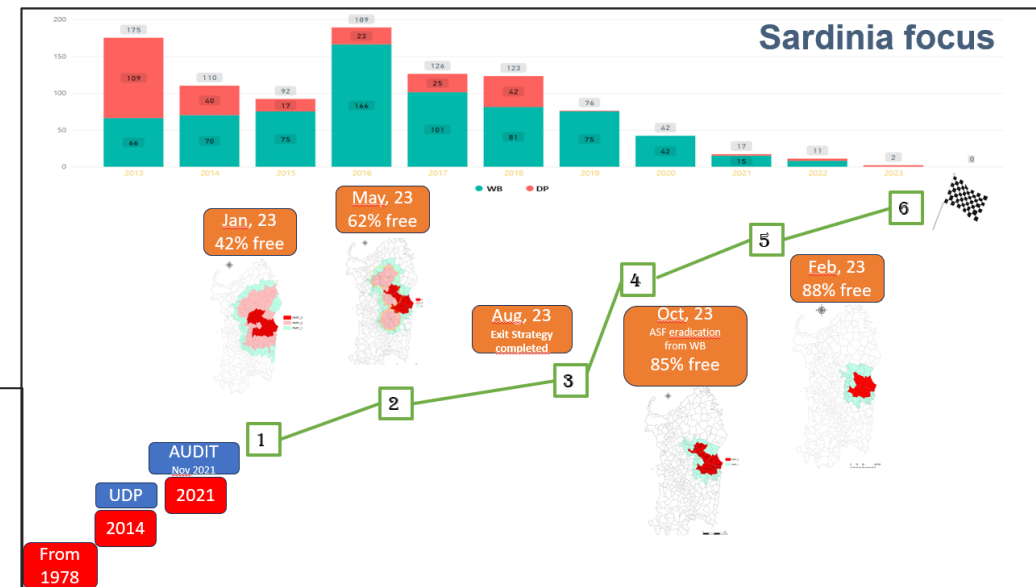 Sardinia focus
200
150
100
50
0
175
109
66
110
40
70
92
17
75
189
23
166
126
25
101
123
42
81
76
75
42
42
17
15
11
2
0
2013
2014
2015
2016
2017
2018
2019
2020
2021
2022
2023
WB
DP
Jan, 23
42% free
May, 23
62% free
Aug, 23
Exit Strategy
completed
Oct, 23
ASF eradication
from WB
85% free
Feb, 23
88% free
1
2
3
4
5
6
AUDIT
Nov 2021
2021
UDP
2014
From
1978